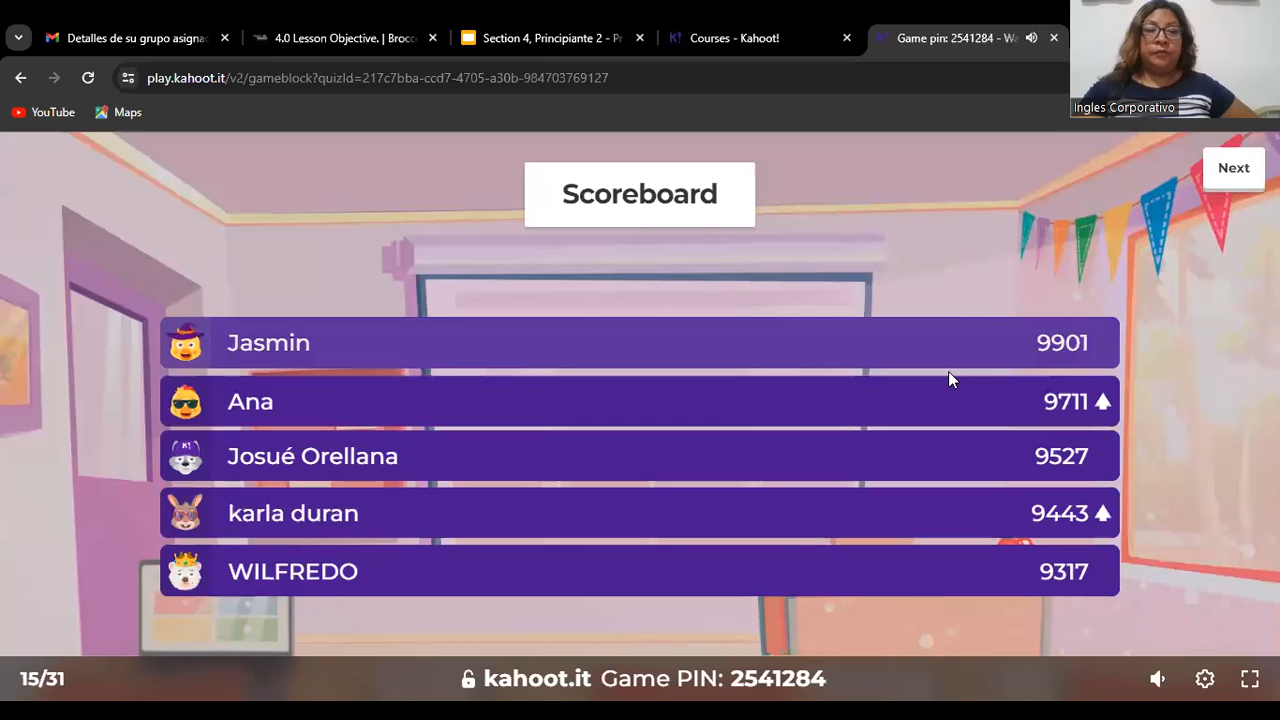 Detalles de su grupo asigna
4.0 Lesson Objective. | Brocc
Section 4, Principiante 2 - Pr
Courses - Kahoot!
Game pin: 2541284 - Wa
play.kahoot.it/v2/gameblock?quizId=217c7bba-ccd7-4705-a30b-984703769127
Ingles Corporativo
YouTube
Maps
Next
Scoreboard
Jasmin 9901
Ana 9711
Josué Orellana 9527
karla duran 9443
WILFREDO 9317
15/31
kahoot.it Game PIN: 2541284